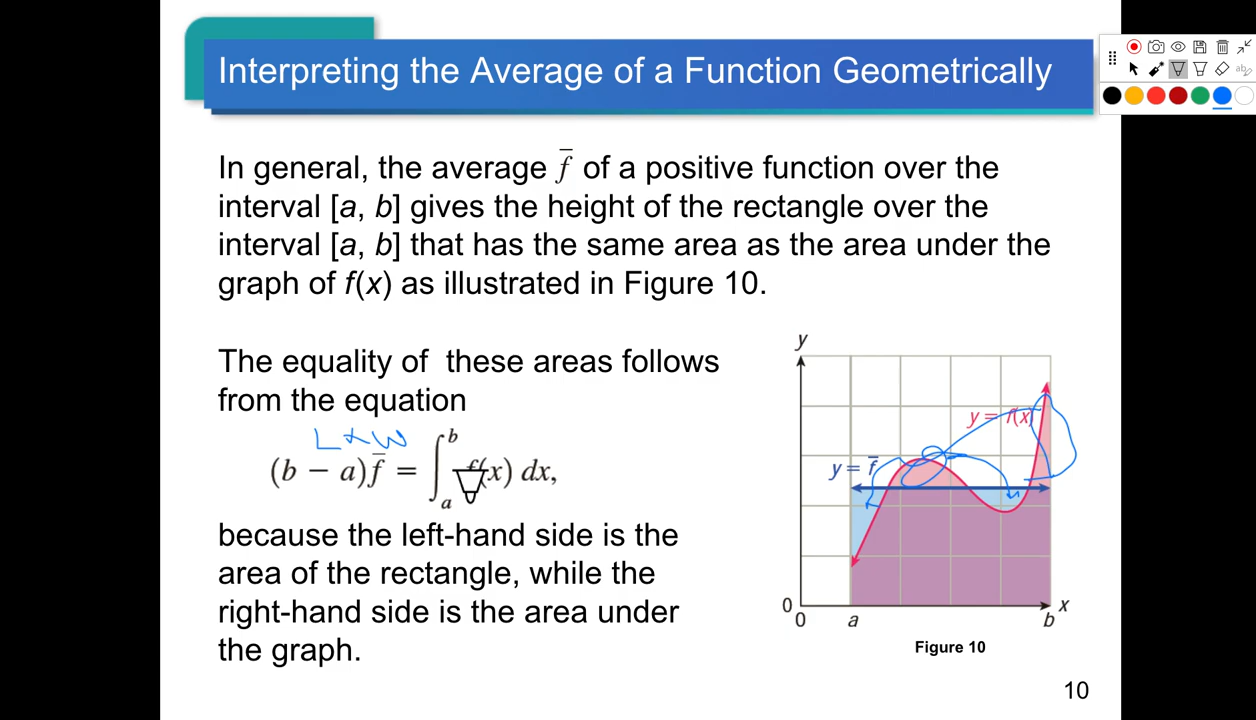 Interpreting the Average of a Function Geometrically
In general, the average f̅ of a positive function over the
interval [a, b] gives the height of the rectangle over the
interval [a, b] that has the same area as the area under the
graph of f(x) as illustrated in Figure 10.
The equality of these areas follows
from the equation
L x W
(b − a)f̅ = ∫ₐᵇ f(x) dx,
because the left-hand side is the
area of the rectangle, while the
right-hand side is the area under
the graph.
y
y = f(x)
y = f̅
0
0 a b x
Figure 10
10
ab